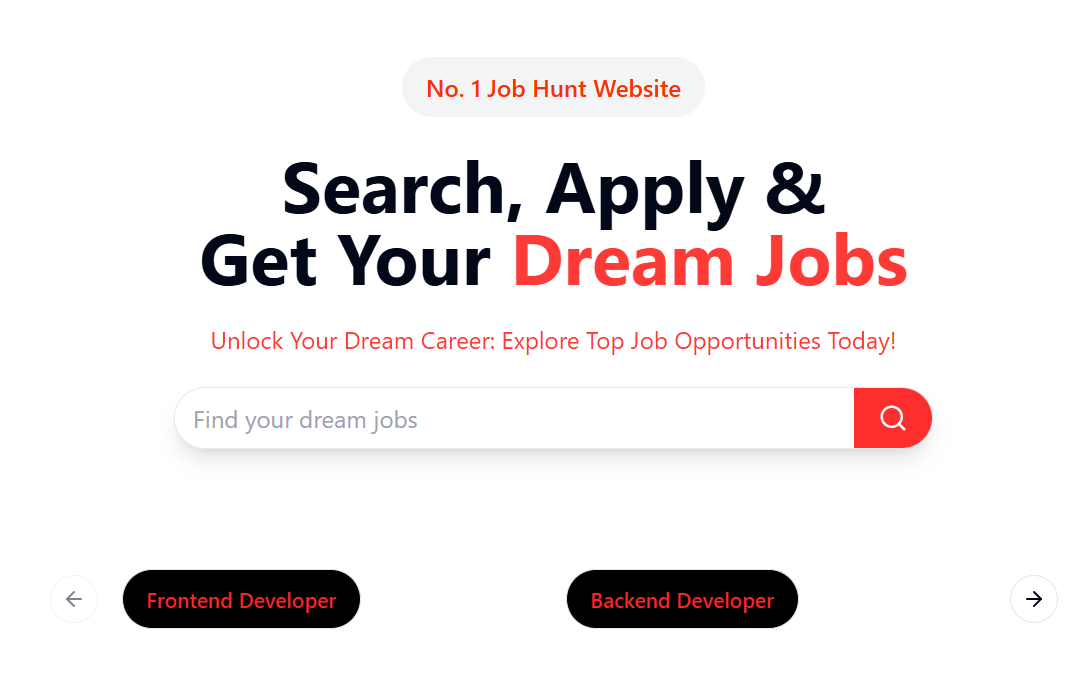 No. 1 Job Hunt Website
Search, Apply &
Get Your Dream Jobs
Unlock Your Dream Career: Explore Top Job Opportunities Today!
Find your dream jobs
Frontend Developer
Backend Developer